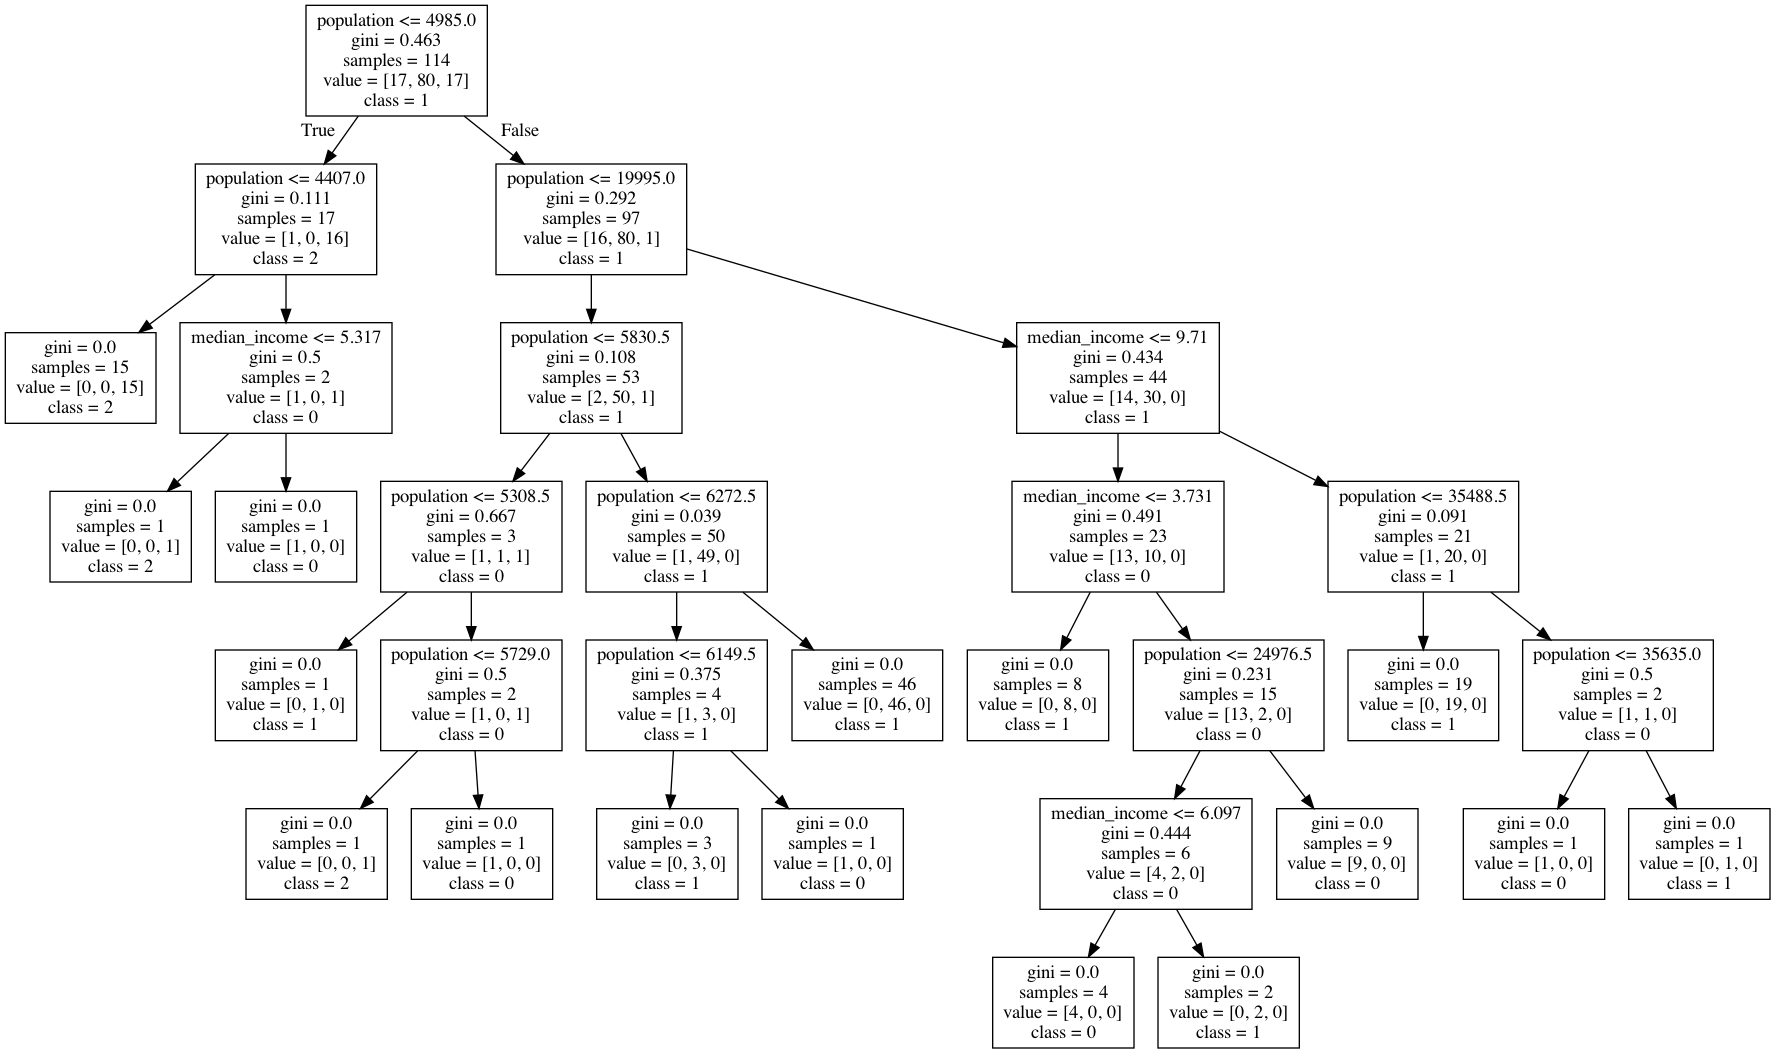 population <= 4985.0
gini = 0.463
samples = 114
value = [17, 80, 17]
class = 1
True
False
population <= 4407.0
gini = 0.111
samples = 17
value = [1, 0, 16]
class = 2
population <= 19995.0
gini = 0.292
samples = 97
value = [16, 80, 1]
class = 1
gini = 0.0
samples = 15
value = [0, 0, 15]
class = 2
median_income <= 5.317
gini = 0.5
samples = 2
value = [1, 0, 1]
class = 0
population <= 5830.5
gini = 0.108
samples = 53
value = [2, 50, 1]
class = 1
median_income <= 9.71
gini = 0.434
samples = 44
value = [14, 30, 0]
class = 1
gini = 0.0
samples = 1
value = [0, 0, 1]
class = 2
gini = 0.0
samples = 1
value = [1, 0, 0]
class = 0
population <= 5308.5
gini = 0.667
samples = 3
value = [1, 1, 1]
class = 0
population <= 6272.5
gini = 0.039
samples = 50
value = [1, 49, 0]
class = 1
median_income <= 3.731
gini = 0.491
samples = 23
value = [13, 10, 0]
class = 0
population <= 35488.5
gini = 0.091
samples = 21
value = [1, 20, 0]
class = 1
gini = 0.0
samples = 1
value = [0, 1, 0]
class = 1
population <= 5729.0
gini = 0.5
samples = 2
value = [1, 0, 1]
class = 0
population <= 6149.5
gini = 0.375
samples = 4
value = [1, 3, 0]
class = 1
gini = 0.0
samples = 46
value = [0, 46, 0]
class = 1
gini = 0.0
samples = 8
value = [0, 8, 0]
class = 1
population <= 24976.5
gini = 0.231
samples = 15
value = [13, 2, 0]
class = 0
gini = 0.0
samples = 19
value = [0, 19, 0]
class = 1
population <= 35635.0
gini = 0.5
samples = 2
value = [1, 1, 0]
class = 0
gini = 0.0
samples = 1
value = [0, 0, 1]
class = 2
gini = 0.0
samples = 1
value = [1, 0, 0]
class = 0
gini = 0.0
samples = 3
value = [0, 3, 0]
class = 1
gini = 0.0
samples = 1
value = [1, 0, 0]
class = 0
median_income <= 6.097
gini = 0.444
samples = 6
value = [4, 2, 0]
class = 0
gini = 0.0
samples = 9
value = [9, 0, 0]
class = 0
gini = 0.0
samples = 1
value = [1, 0, 0]
class = 0
gini = 0.0
samples = 1
value = [0, 1, 0]
class = 1
gini = 0.0
samples = 4
value = [4, 0, 0]
class = 0
gini = 0.0
samples = 2
value = [0, 2, 0]
class = 1